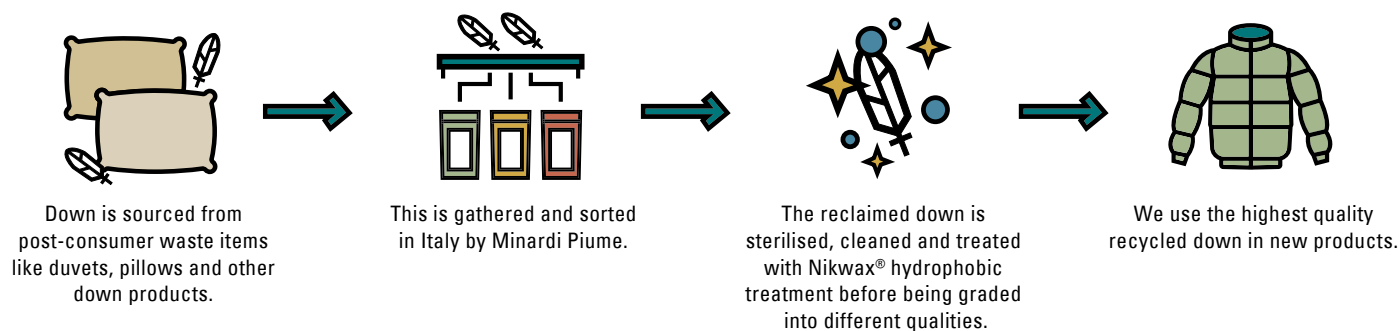 Down is sourced from
post-consumer waste items
like duvets, pillows and other
down products.
This is gathered and sorted
in Italy by Minardi Piume.
The reclaimed down is
sterilised, cleaned and treated
with Nikwax® hydrophobic
treatment before being graded
into different qualities.
We use the highest quality
recycled down in new products.